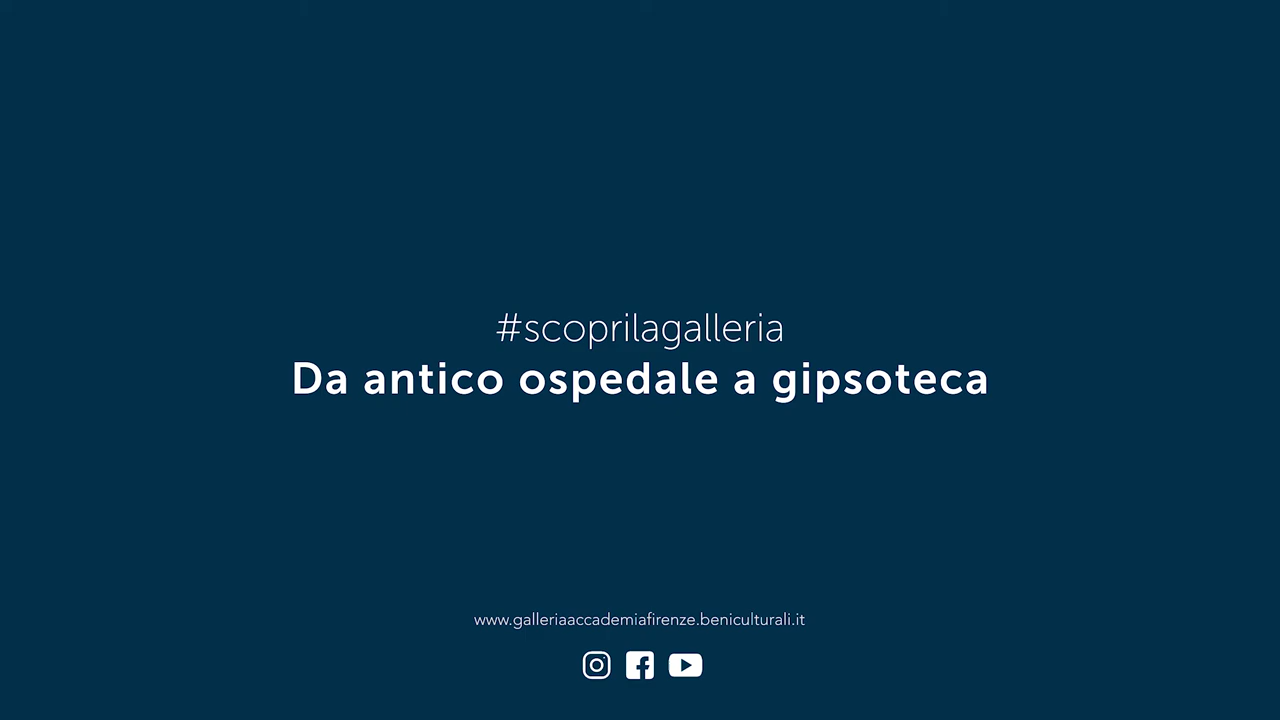 #scoprilagalleria
Da antico ospedale a gipsoteca
www.galleriaaccademiafirenze.beniculturali.it